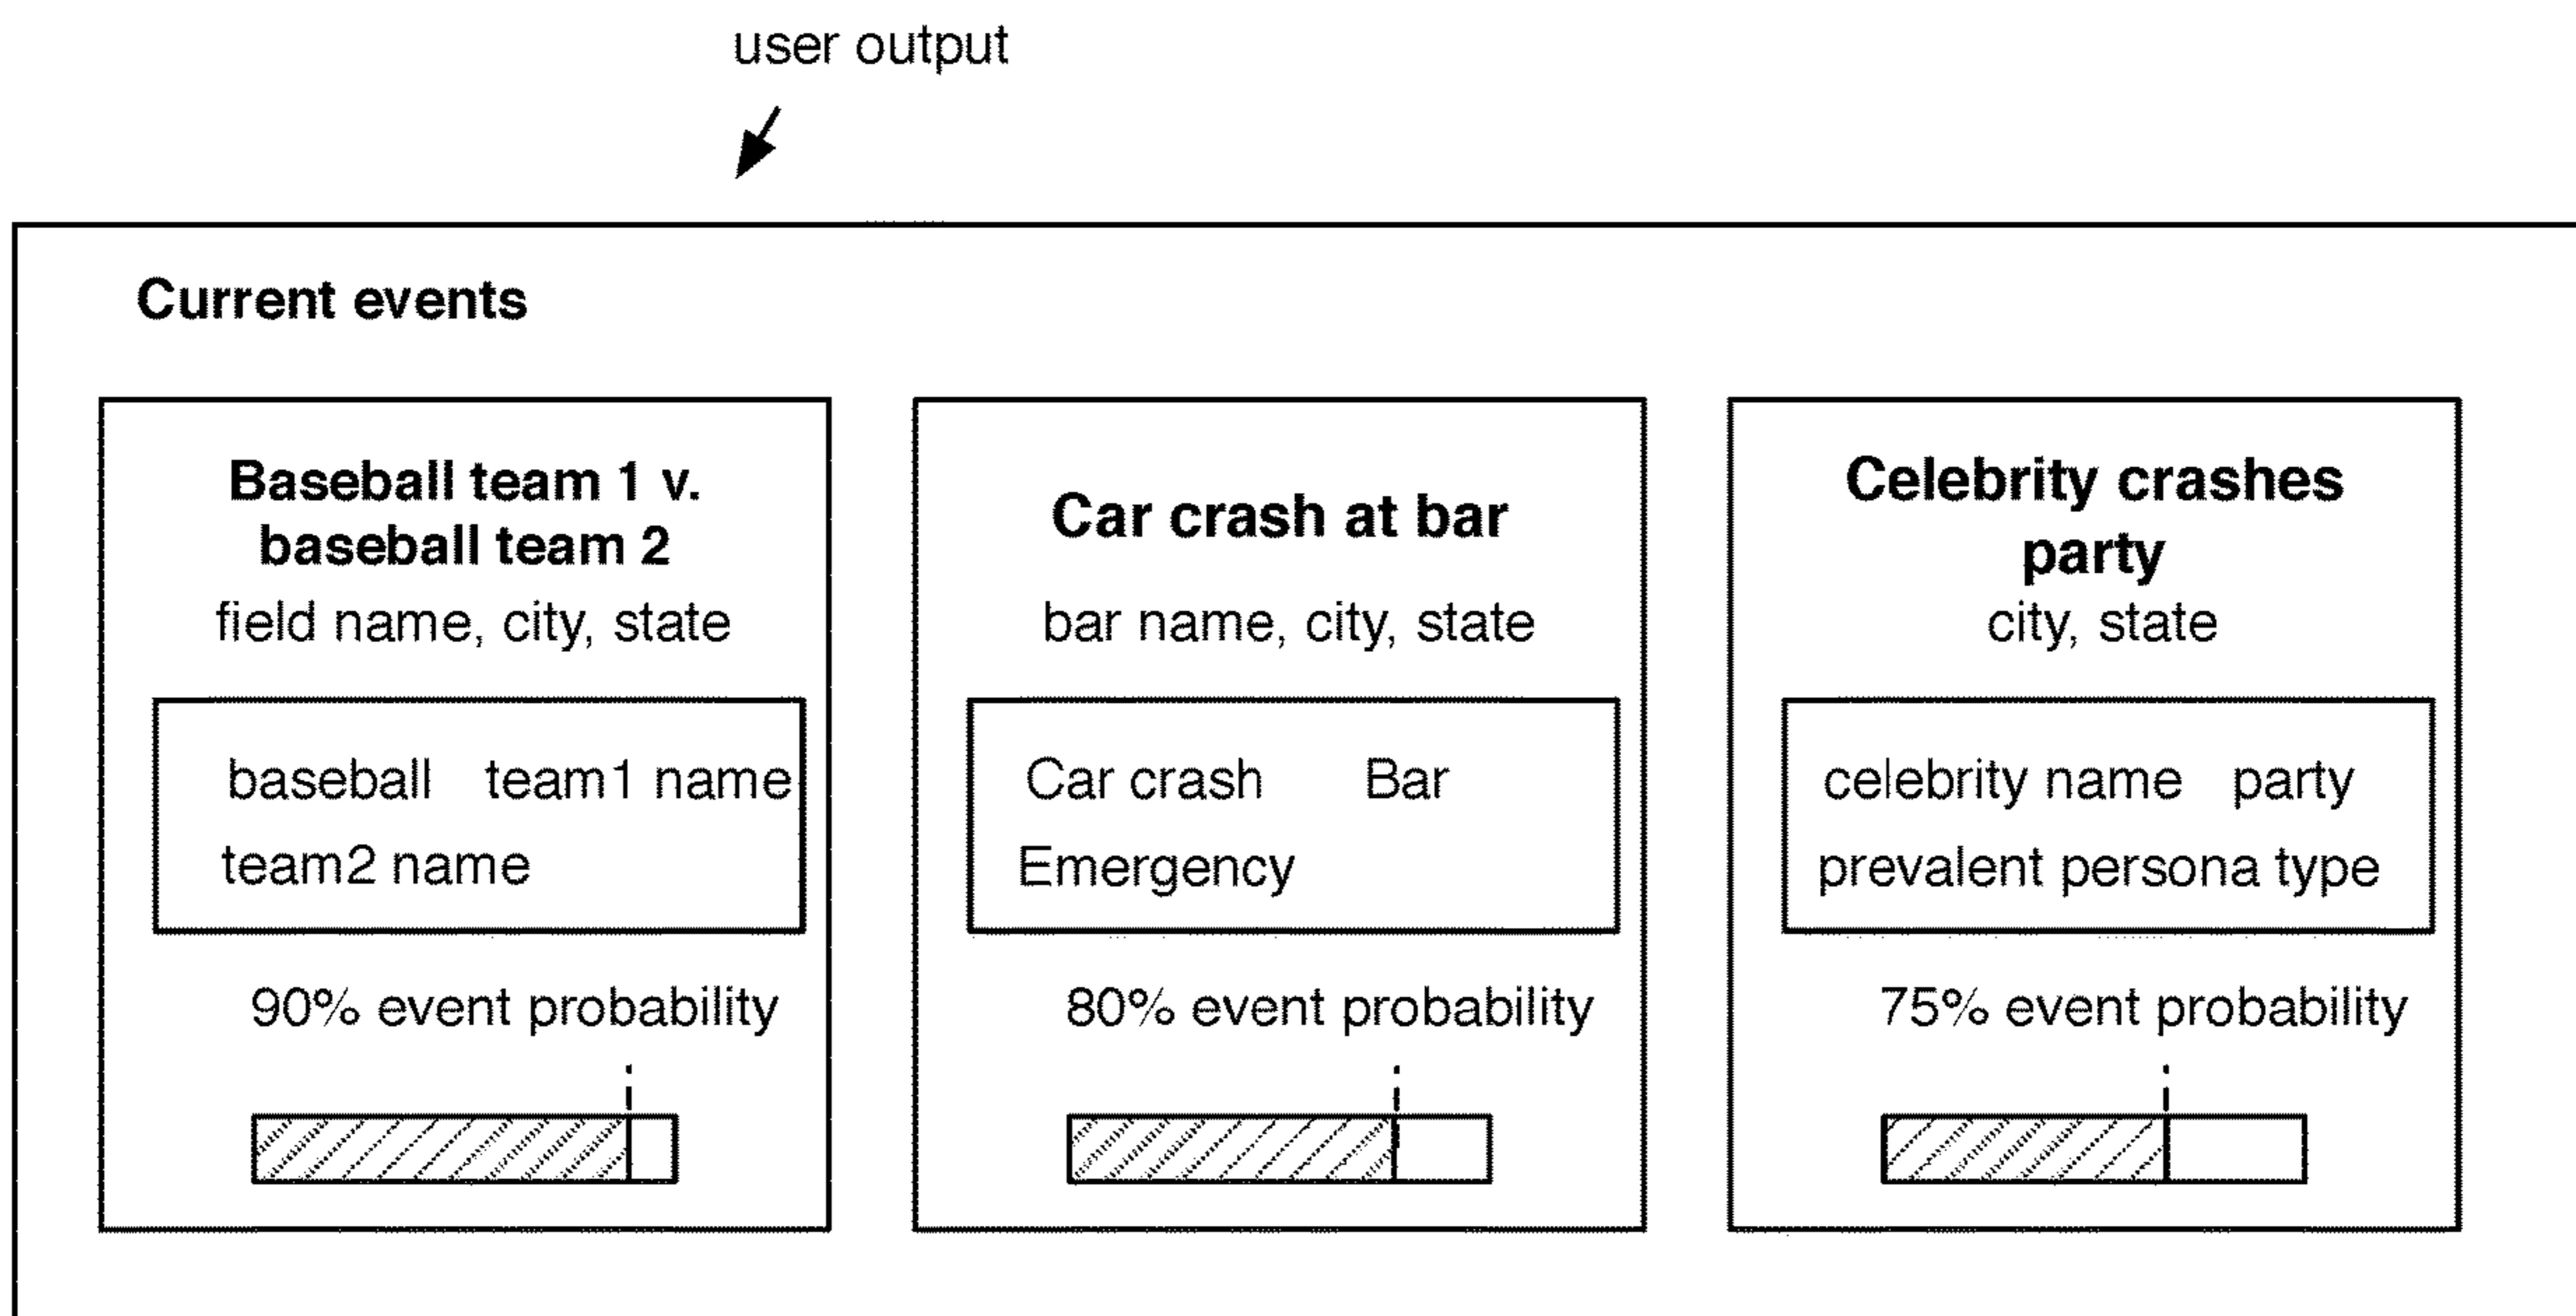 user output
Current events
Baseball team 1 v.
baseball team 2
field name, city, state
baseball team1 name
team2 name
90% event probability
Car crash at bar
bar name, city, state
Car crash Bar
Emergency
80% event probability
Celebrity crashes
party
city, state
celebrity name party
prevalent persona type
75% event probability